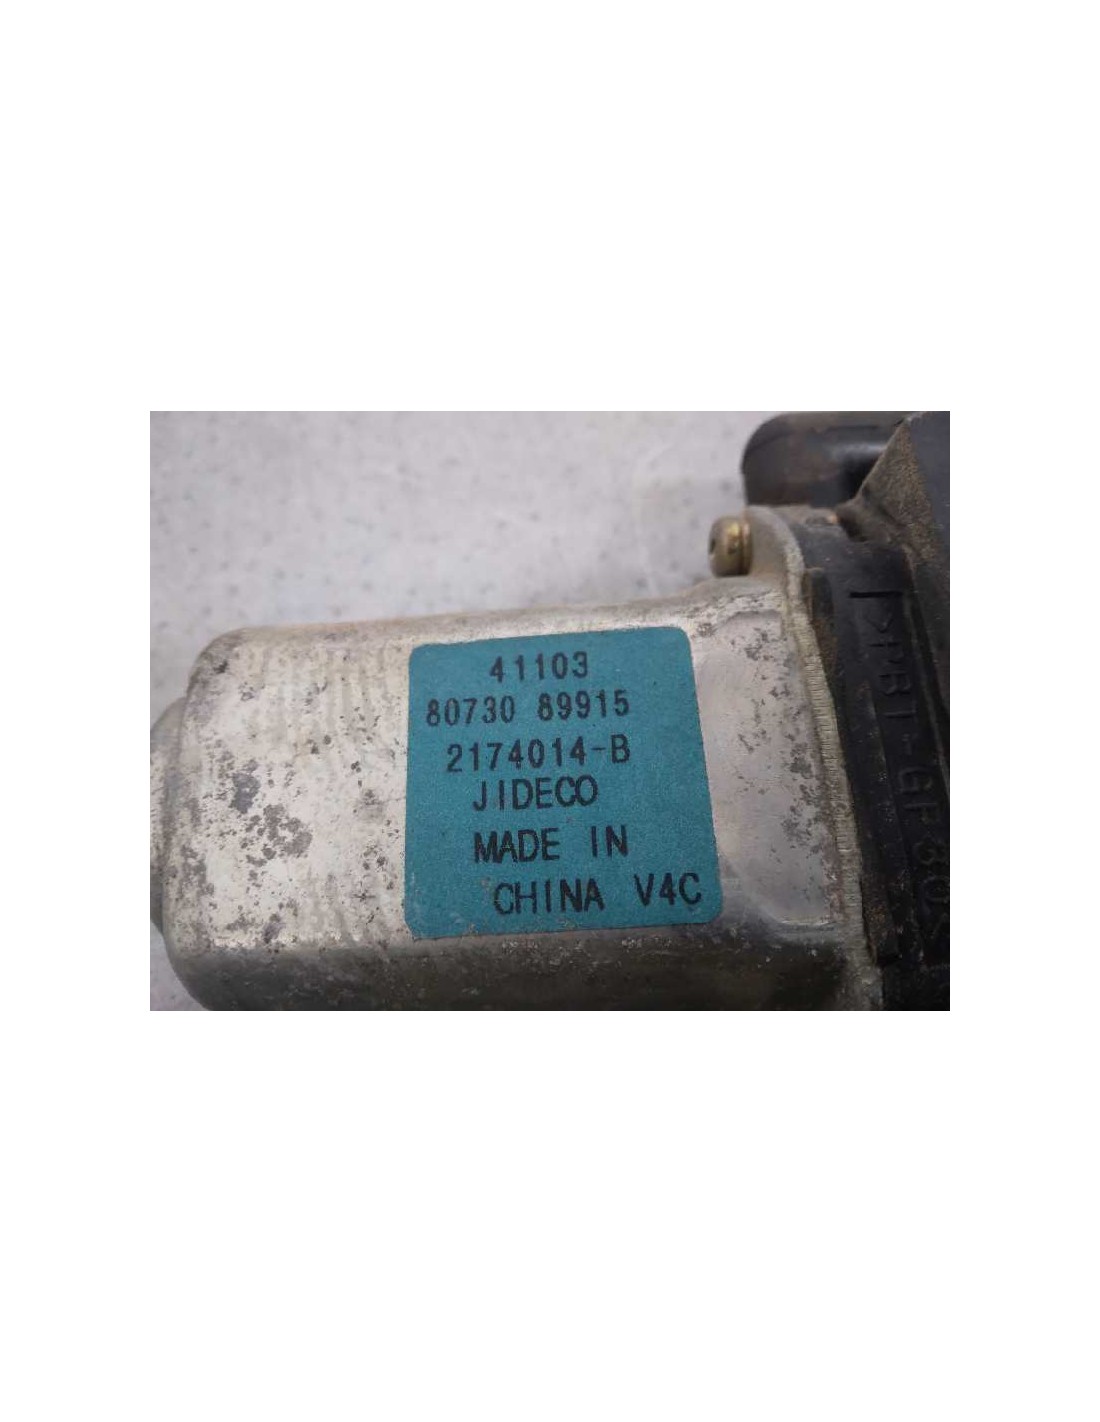 41103
80730 89915
2174014-B
JIDECO
MADE IN
CHINA V4C
>PBT-GF30<